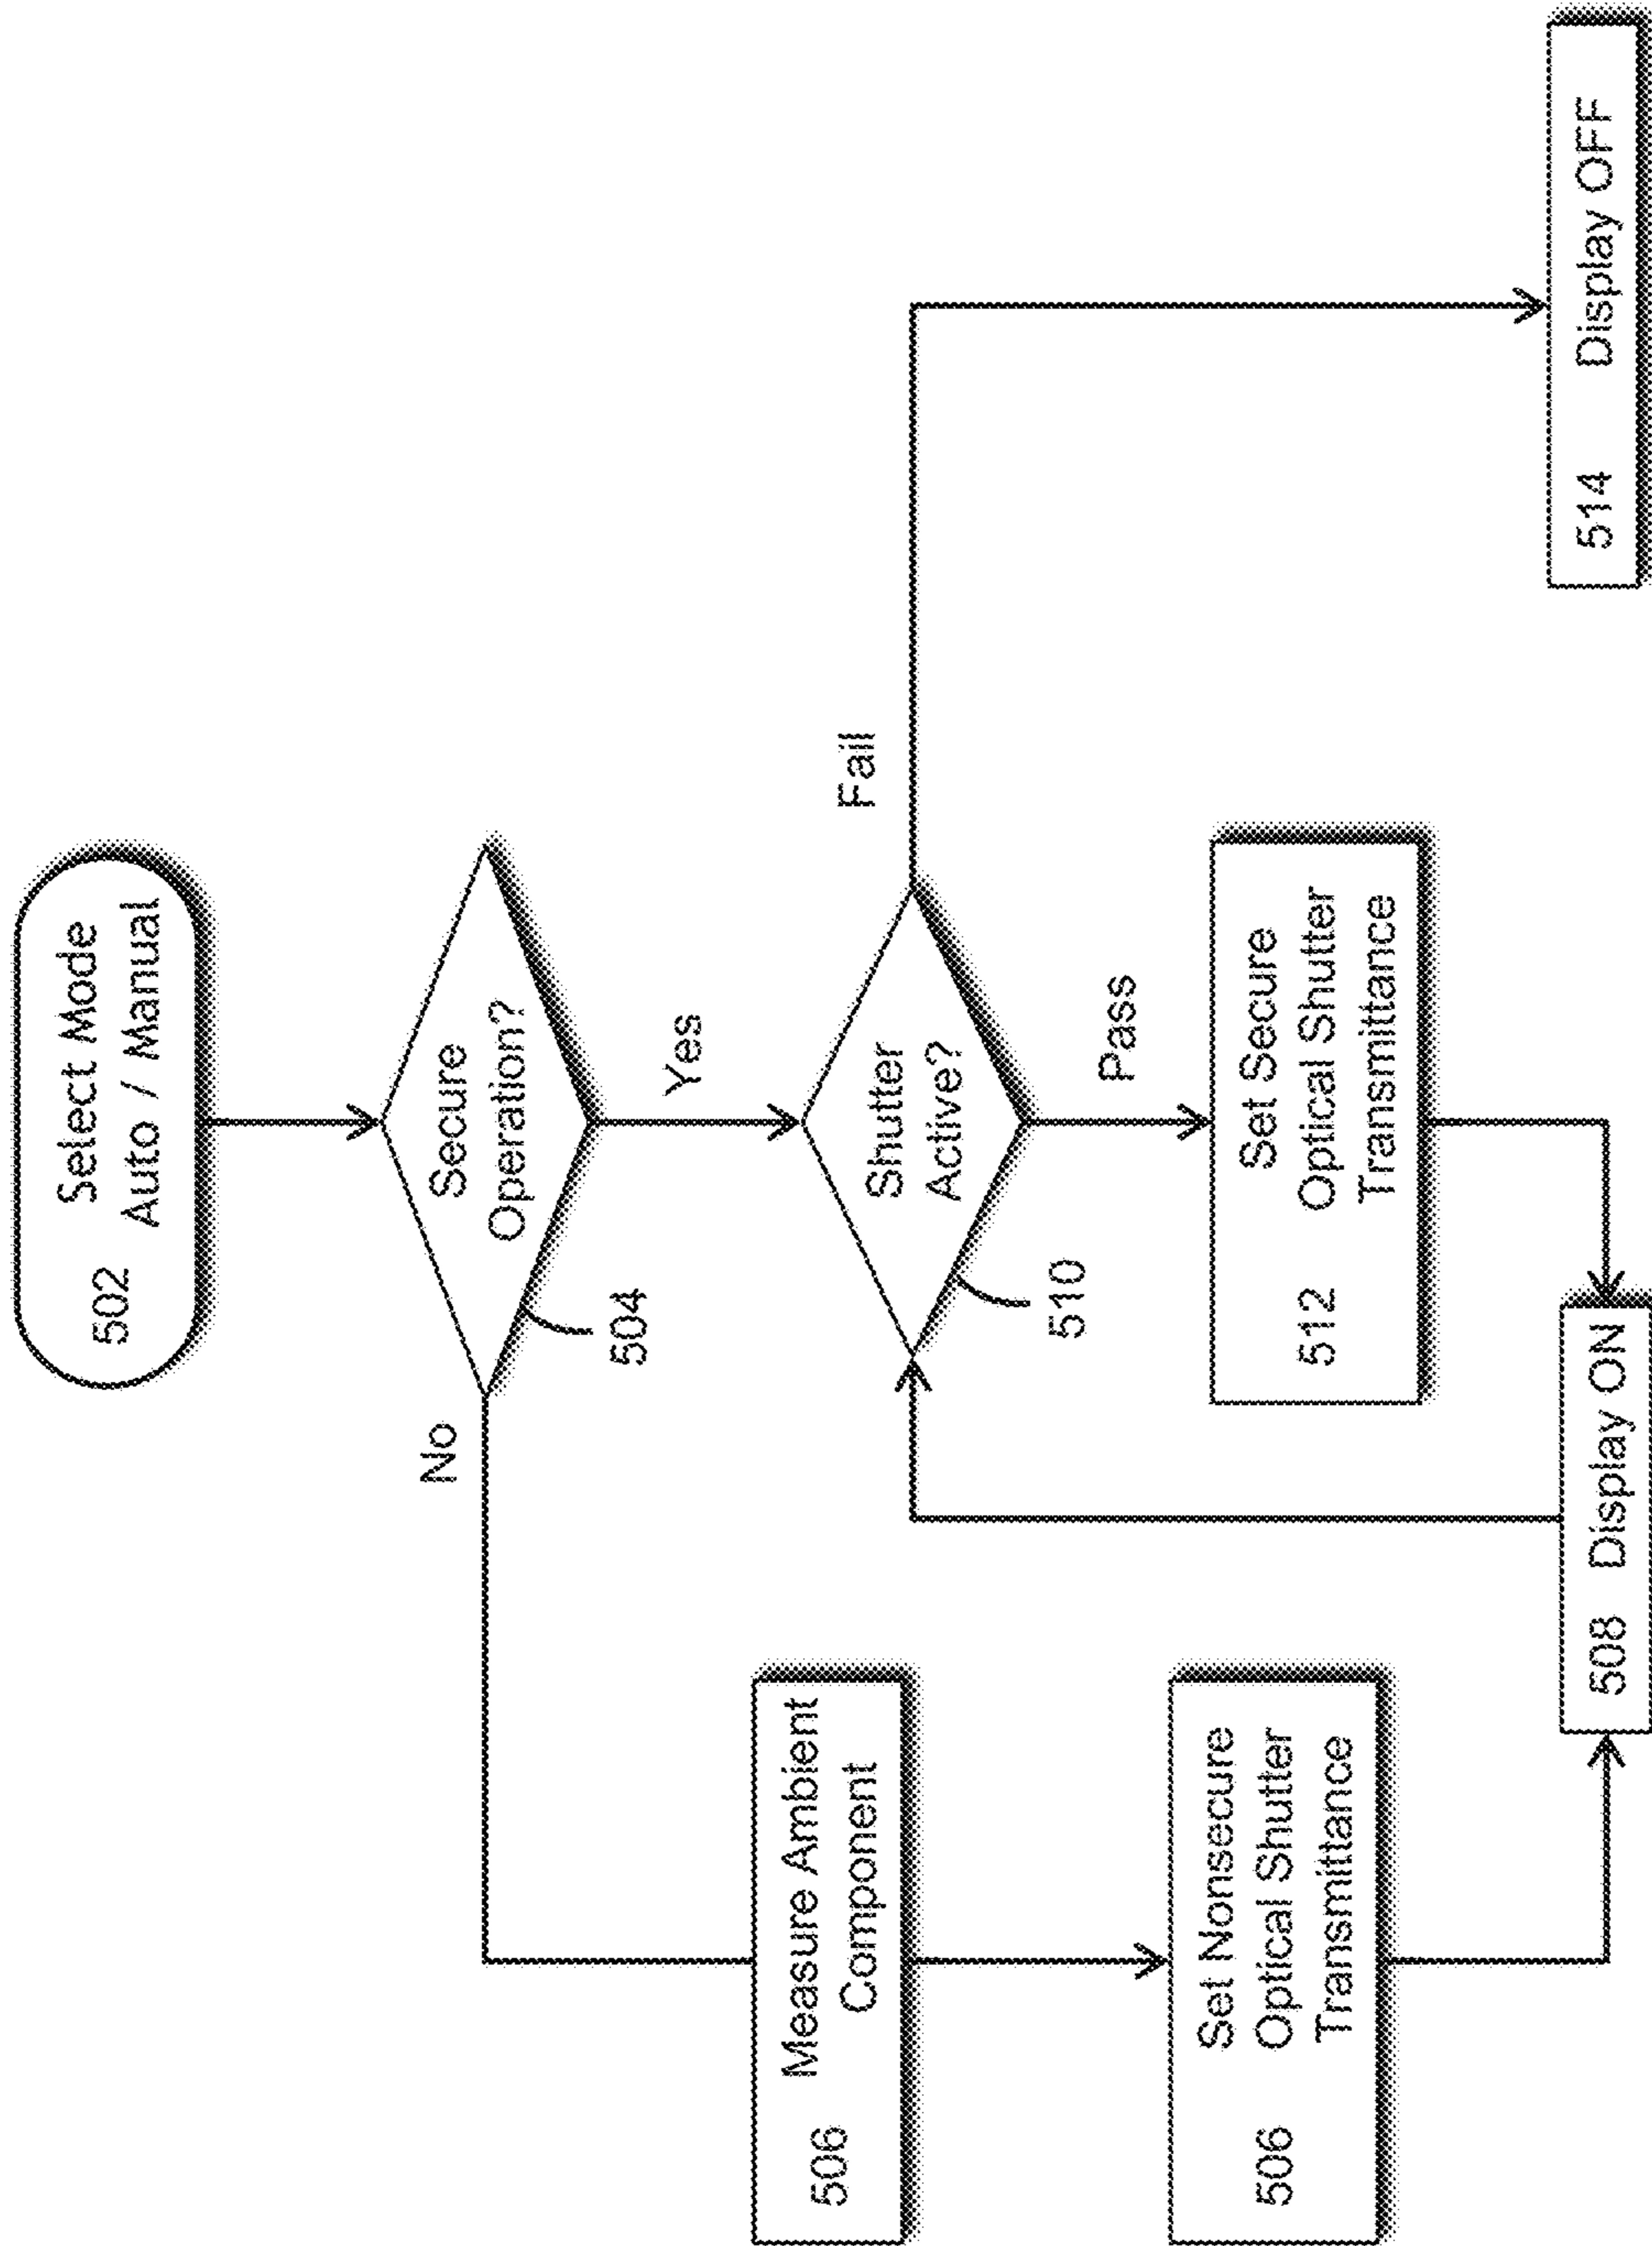 502 Select Mode
Auto / Manual
Secure
Operation?
504
No
Yes
506 Measure Ambient
Component
Shutter
Active?
510
Fail
Pass
506 Set Nonsecure
Optical Shutter
Transmittance
512 Set Secure
Optical Shutter
Transmittance
508 Display ON
514 Display OFF